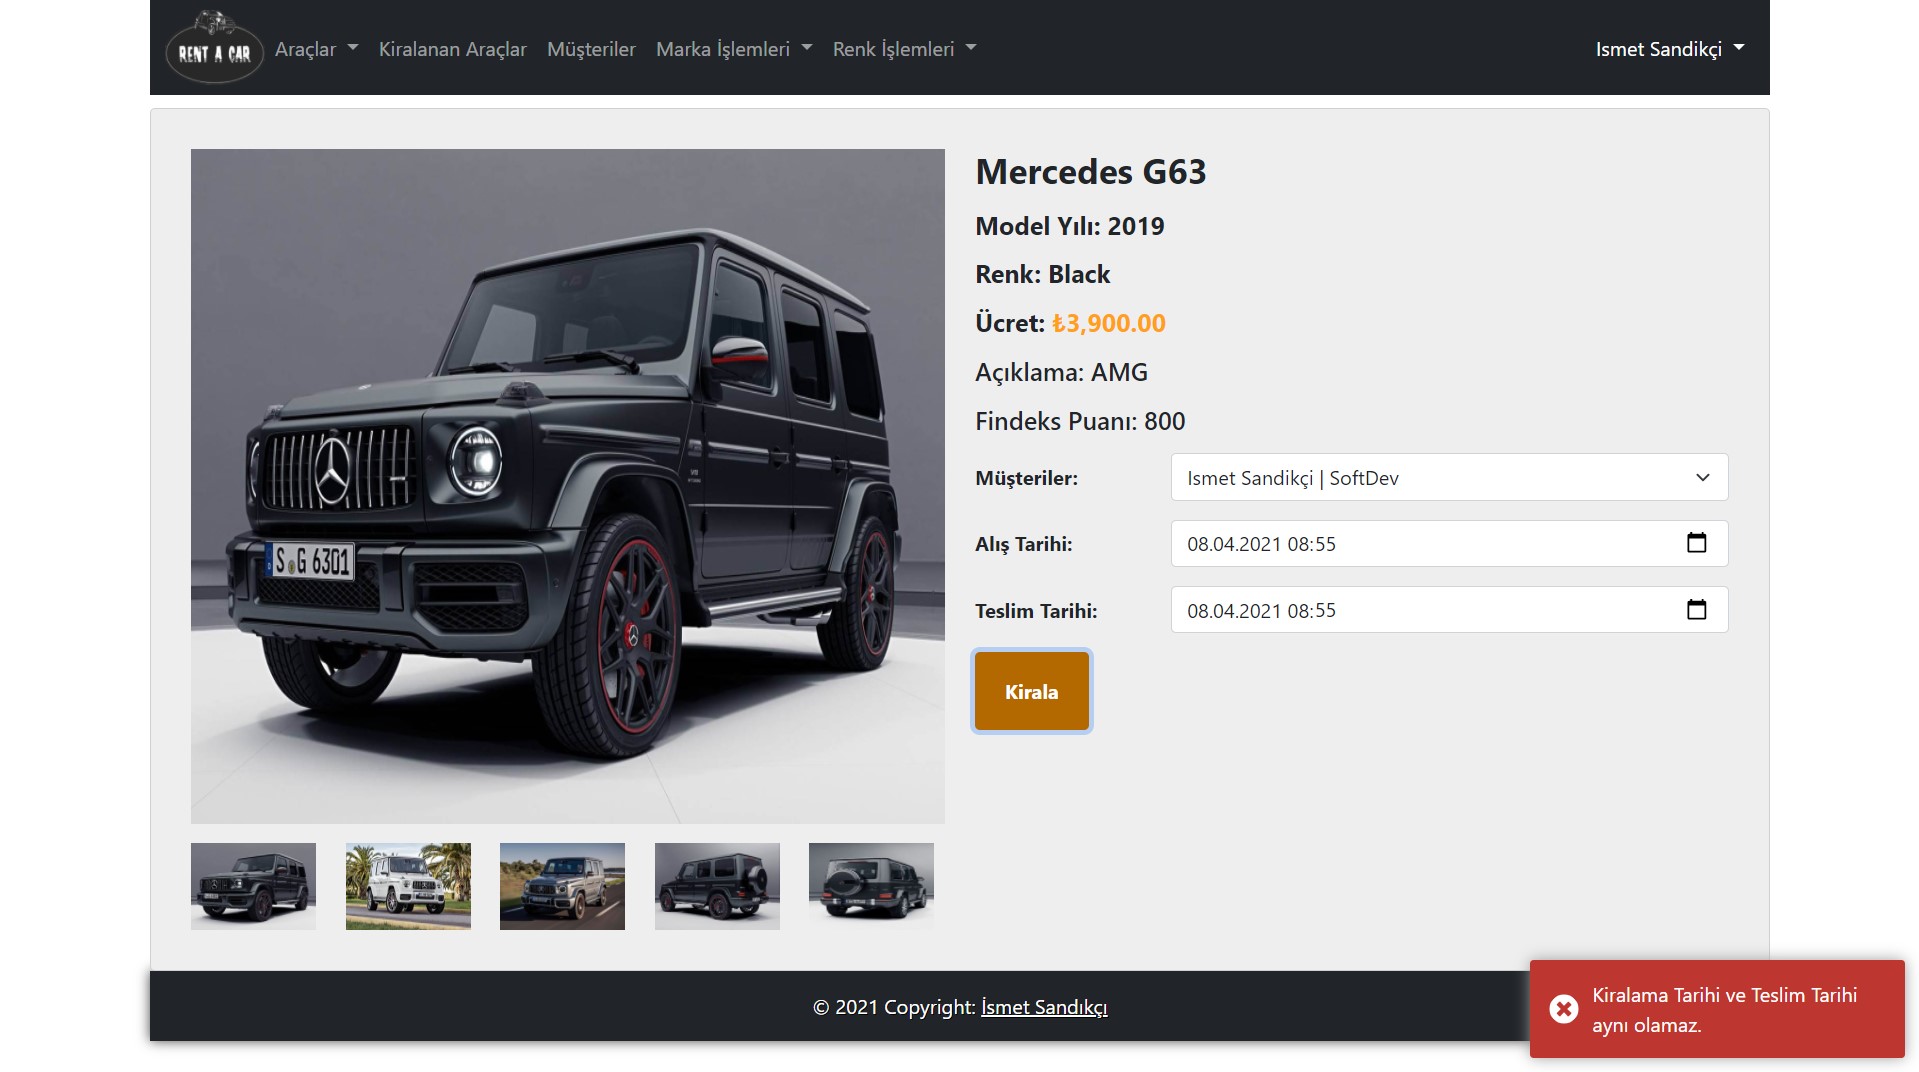 RENT A CAR
Araçlar
Kiralanan Araçlar
Müşteriler
Marka İşlemleri
Renk İşlemleri
Ismet Sandikçi
S G 6301
Mercedes G63
Model Yılı: 2019
Renk: Black
Ücret: ₺3,900.00
Açıklama: AMG
Findeks Puanı: 800
Müşteriler:
Ismet Sandikçi | SoftDev
Alış Tarihi:
08.04.2021 08:55
Teslim Tarihi:
08.04.2021 08:55
Kirala
© 2021 Copyright: İsmet Sandıkçı
Kiralama Tarihi ve Teslim Tarihi
aynı olamaz.